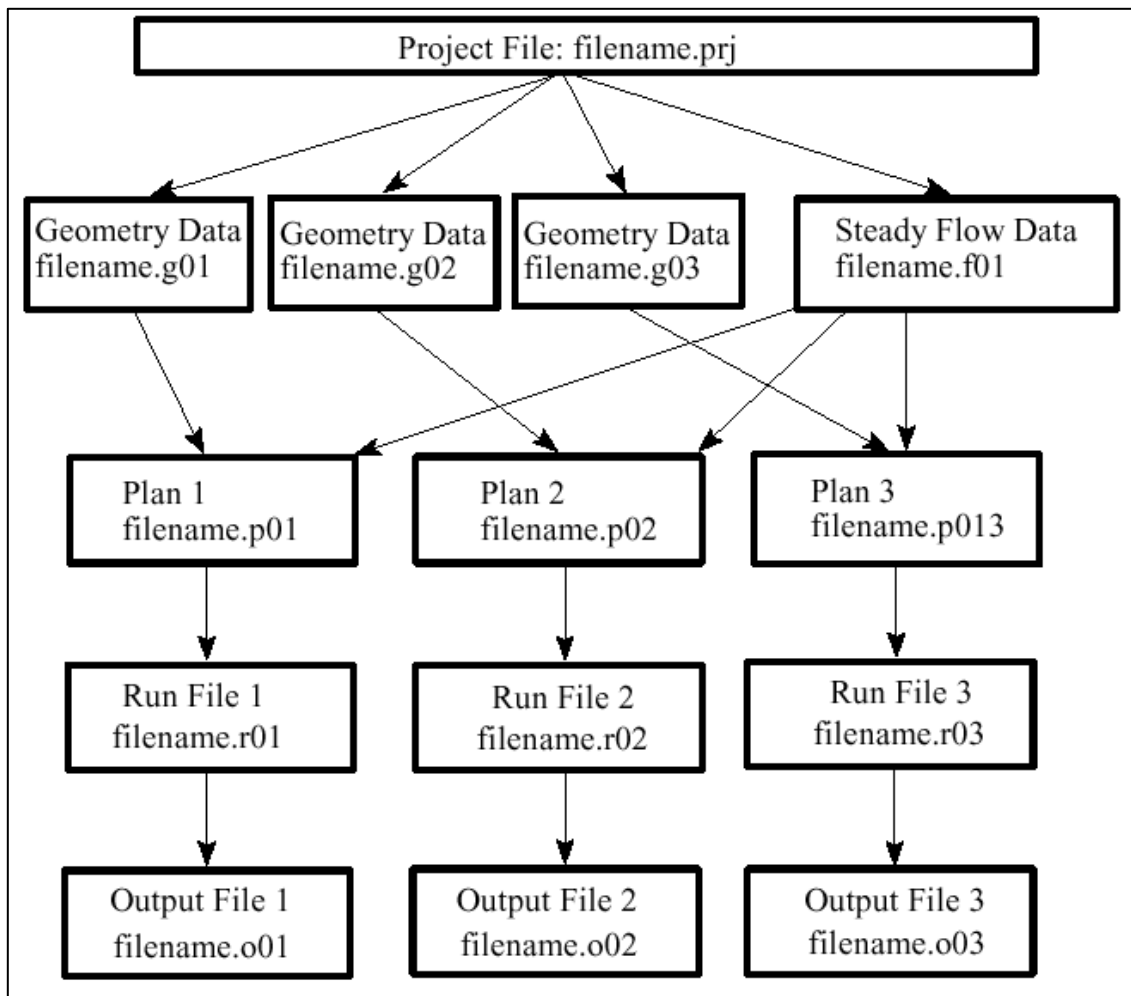 Project File: filename.prj
Geometry Data
filename.g01
Geometry Data
filename.g02
Geometry Data
filename.g03
Steady Flow Data
filename.f01
Plan 1
filename.p01
Plan 2
filename.p02
Plan 3
filename.p013
Run File 1
filename.r01
Run File 2
filename.r02
Run File 3
filename.r03
Output File 1
filename.o01
Output File 2
filename.o02
Output File 3
filename.o03